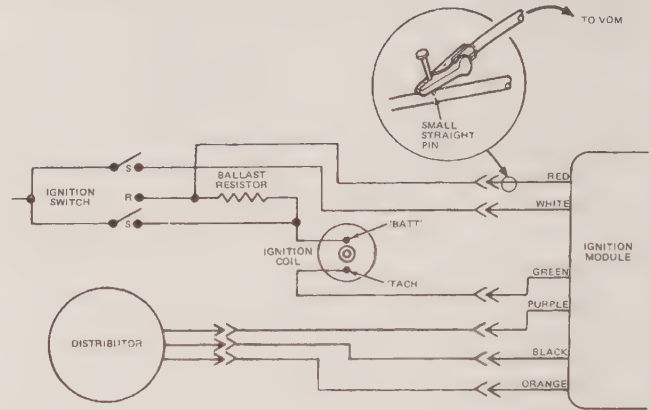 TO VOM
SMALL
STRAIGHT
PIN
IGNITION
SWITCH
S
R
S
BALLAST
RESISTOR
'BATT'
IGNITION
COIL
'TACH
RED
WHITE
GREEN
PURPLE
BLACK
ORANGE
IGNITION
MODULE
DISTRIBUTOR